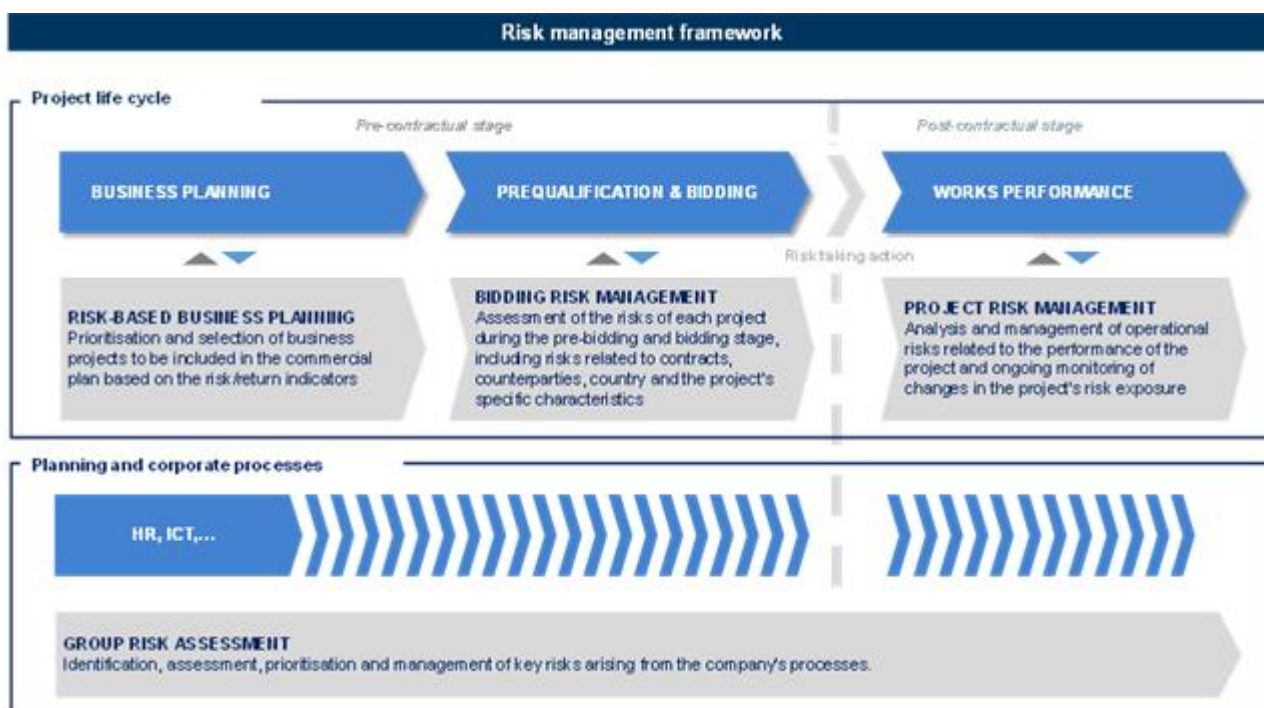 Risk management framework
Project life cycle
Pre-contractual stage
Post-contractual stage
BUSINESS PLANNING
PREQUALIFICATION & BIDDING
WORKS PERFORMANCE
Risk taking action
RISK-BASED BUSINESS PLANNING
Prioritisation and selection of business
projects to be included in the commercial
plan based on the risk/return indicators
BIDDING RISK MANAGEMENT
Assessment of the risks of each project
during the pre-bidding and bidding stage,
including risks related to contracts,
counterparties, country and the project's
specific characteristics
PROJECT RISK MANAGEMENT
Analysis and management of operational
risks related to the performance of the
project and ongoing monitoring of
changes in the project's risk exposure
Planning and corporate processes
HR, ICT,...
GROUP RISK ASSESSMENT
Identification, assessment, prioritisation and management of key risks arising from the company's processes.